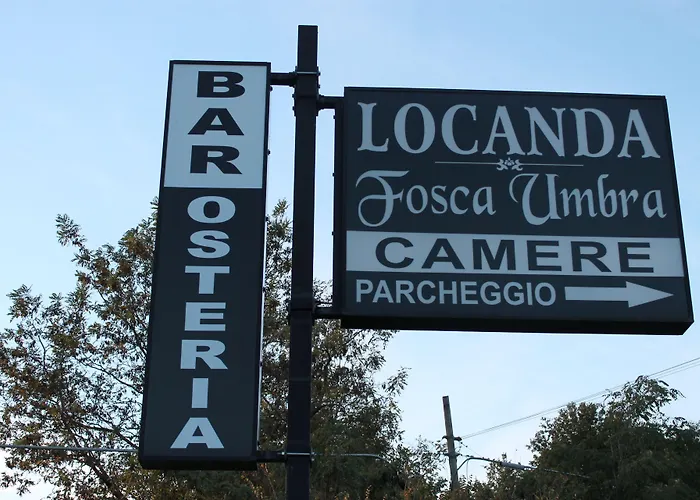 BAR
OSTERIA
LOCANDA
Fosca Umbra
CAMERE
PARCHEGGIO